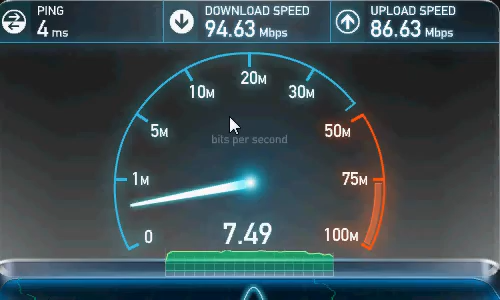 PING
4 ms
DOWNLOAD SPEED
94.63 Mbps
UPLOAD SPEED
86.63 Mbps
20M
10M
30M
5M
50M
bits per second
1M
75M
0
7.49
100M